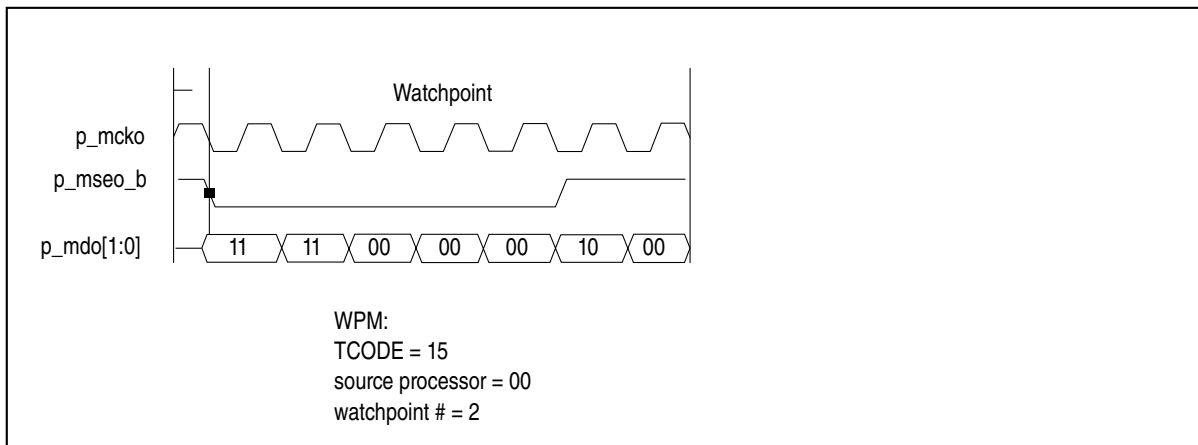 Watchpoint
p_mcko
p_mseo_b
p_mdo[1:0] 11 11 00 00 00 10 00
WPM:
TCODE = 15
source processor = 00
watchpoint # = 2